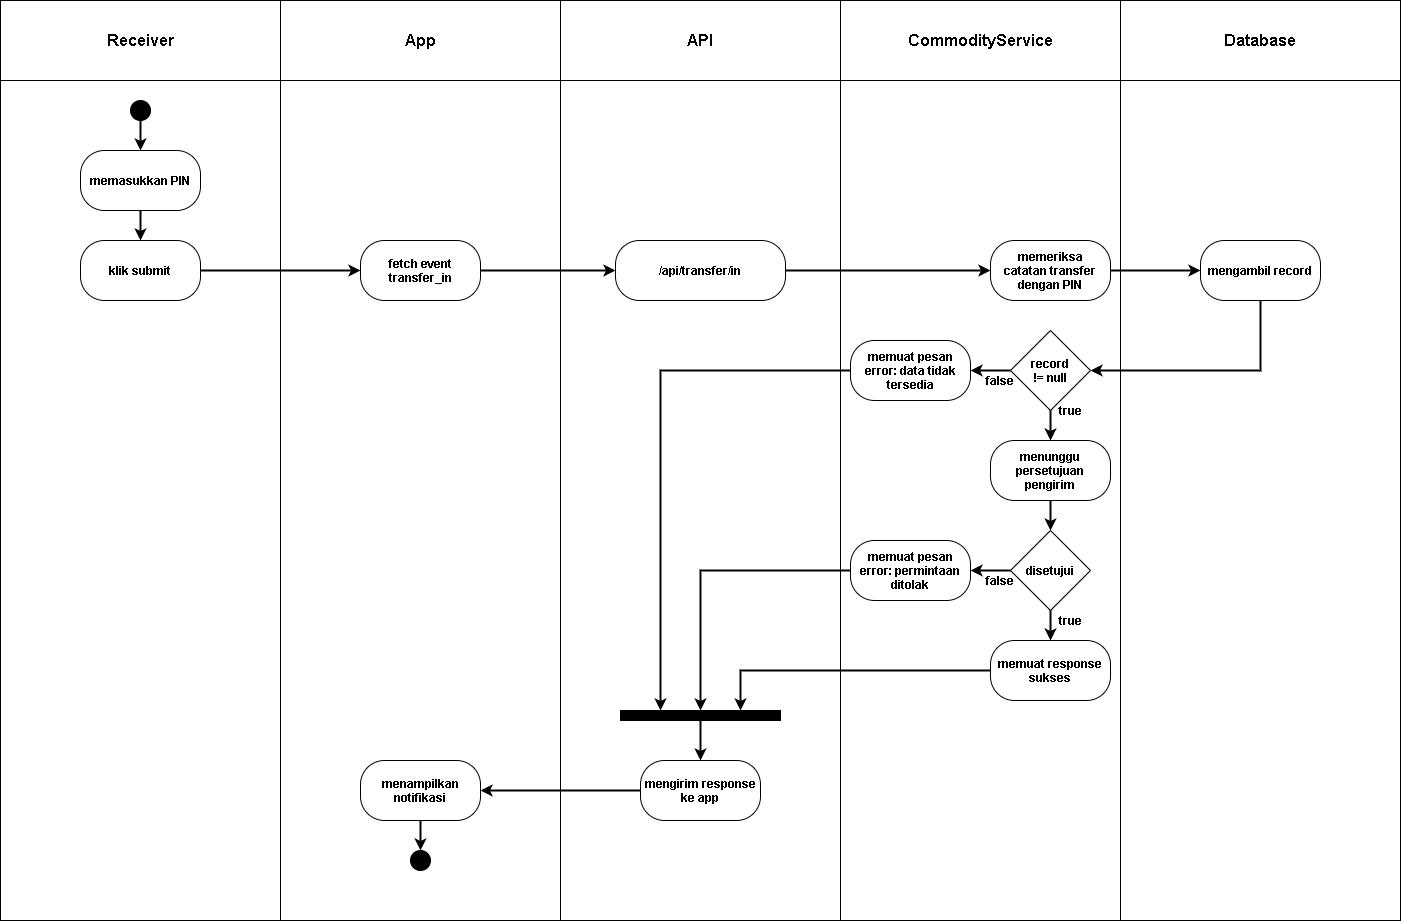 Receiver
App
API
CommodityService
Database
memasukkan PIN
klik submit
fetch event
transfer_in
/api/transfer/in
memeriksa
catatan transfer
dengan PIN
mengambil record
memuat pesan
error: data tidak
tersedia
false
record
!= null
true
menunggu
persetujuan
pengirim
memuat pesan
error: permintaan
ditolak
false
disetujui
true
memuat response
sukses
menampilkan
notifikasi
mengirim response
ke app